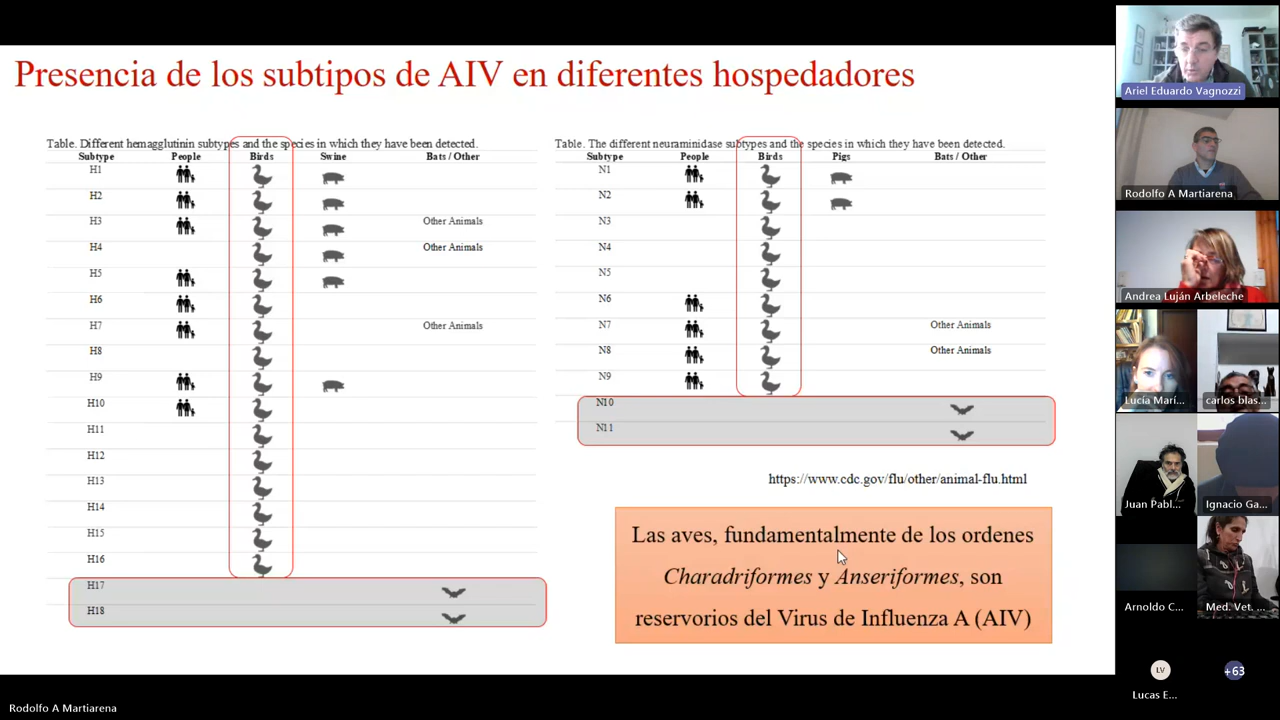 Presencia de los subtipos de AIV en diferentes hospedadores
Table. Different hemagglutinin subtypes and the species in which they have been detected.
Subtype People Birds Swine Bats / Other
H1
H2
H3 Other Animals
H4 Other Animals
H5
H6
H7 Other Animals
H8
H9
H10
H11
H12
H13
H14
H15
H16
H17
H18
Table. The different neuraminidase subtypes and the species in which they have been detected.
Subtype People Birds Pigs Bats / Other
N1
N2
N3
N4
N5
N6
N7 Other Animals
N8 Other Animals
N9
N10
N11
https://www.cdc.gov/flu/other/animal-flu.html
Las aves, fundamentalmente de los ordenes
Charadriformes y Anseriformes, son
reservorios del Virus de Influenza A (AIV)
Ariel Eduardo Vagnozzi
Rodolfo A Martiarena
Andrea Luján Arbeleche
Lucía Marí... carlos blas...
Juan Pabl... Ignacio Ga...
Arnoldo C... Med. Vet. ...
LV +63
Lucas E...
Rodolfo A Martiarena